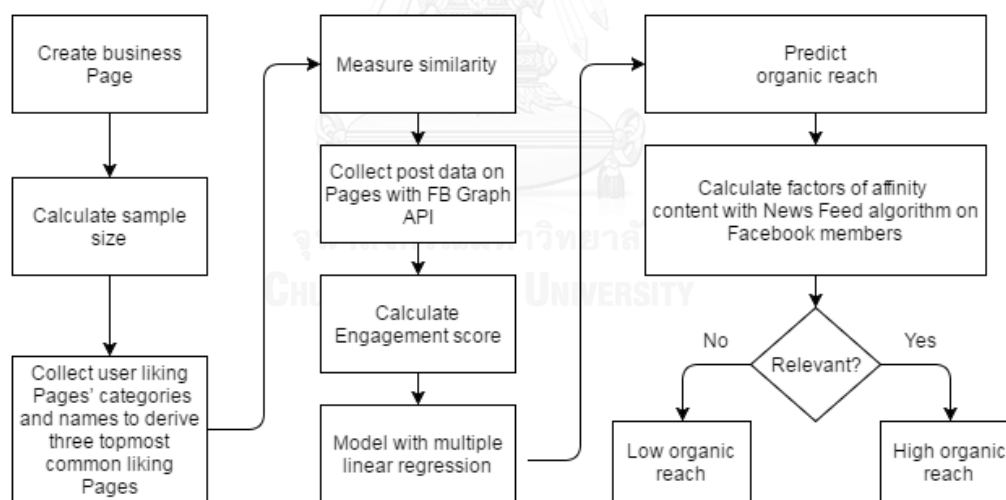 Create business
Page
Calculate sample
size
Collect user liking
Pages' categories
and names to derive
three topmost
common liking
Pages
Measure similarity
Collect post data on
Pages with FB Graph
API
Calculate
Engagement score
Model with multiple
linear regression
Predict
organic reach
Calculate factors of affinity
content with News Feed algorithm on
Facebook members
Relevant?
No
Yes
Low organic
reach
High organic
reach
UNIVERSITY